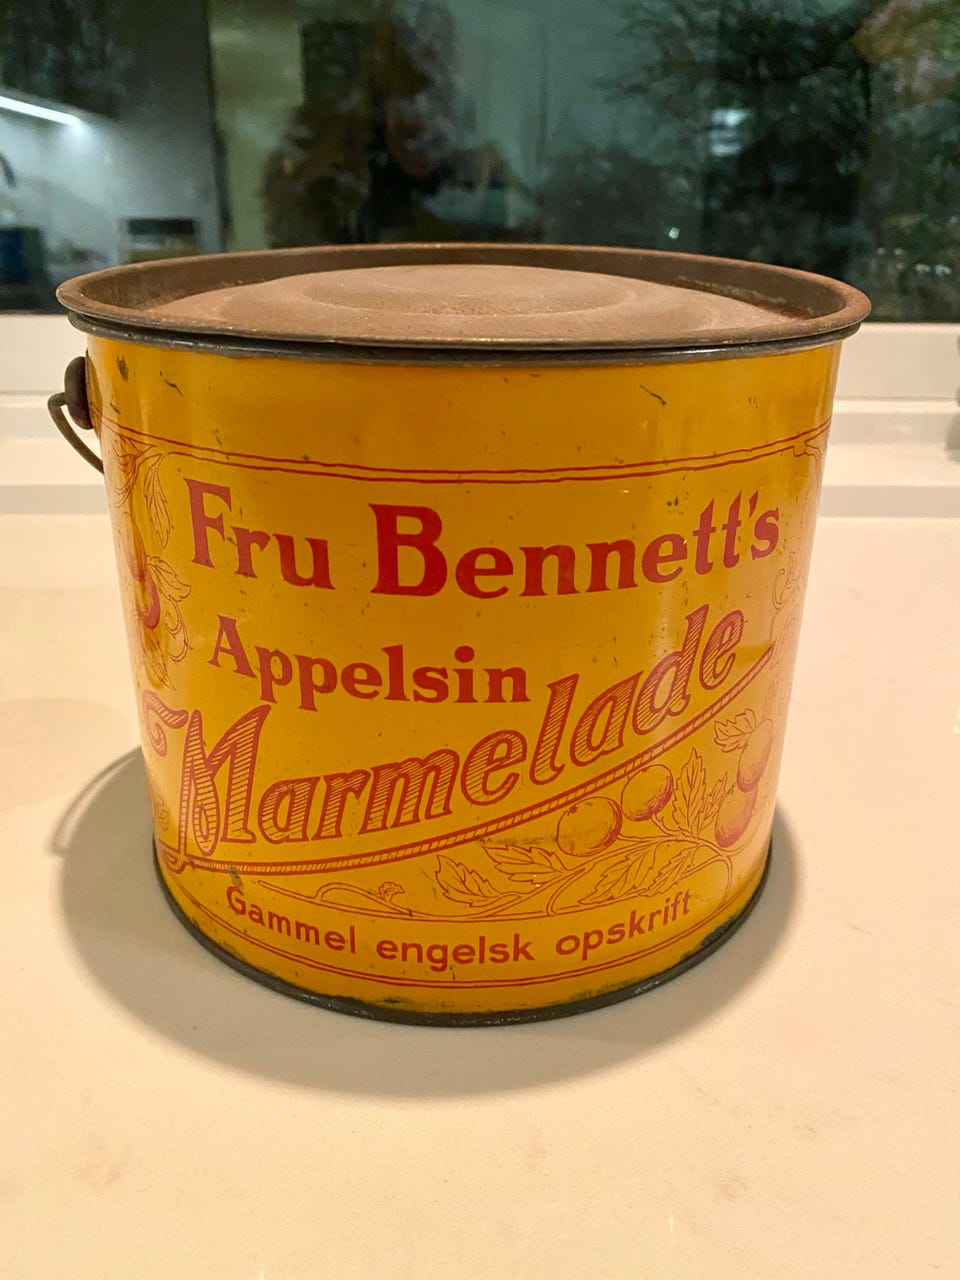 Fru Bennett's
Appelsin
Marmelade
Gammel engelsk opskrift